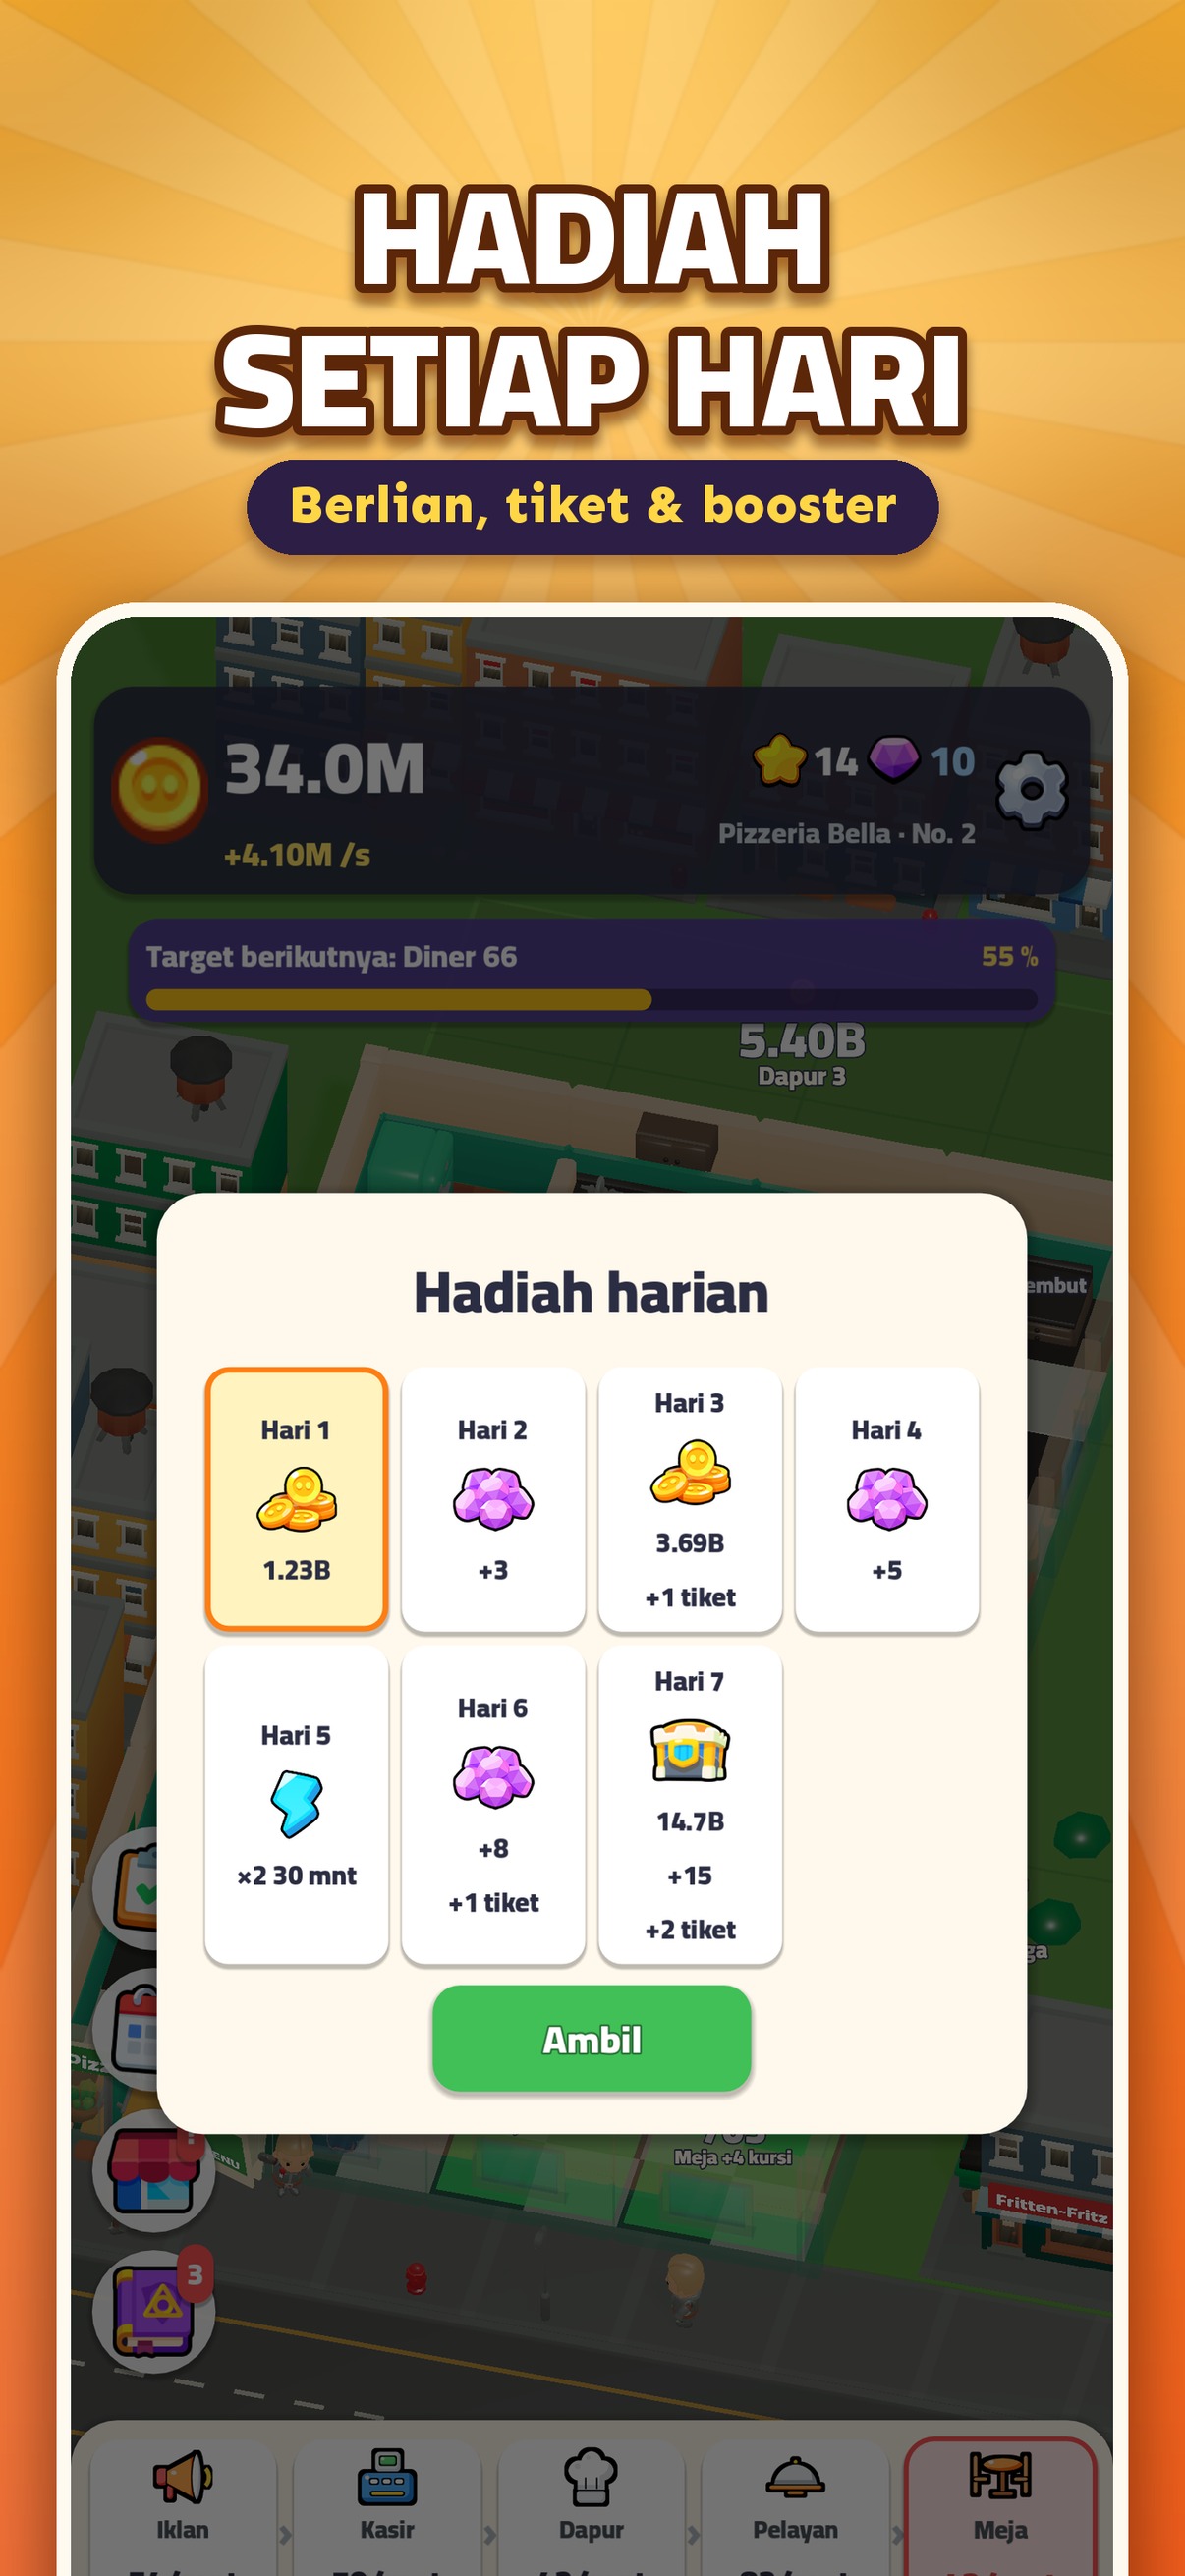 HADIAH
SETIAP HARI
Berlian, tiket & booster
34.0M
14
10
+4.10M /s
Pizzeria Bella · No. 2
Target berikutnya: Diner 66
55 %
5.40B
Dapur 3
Hadiah harian
Hari 1
1.23B
Hari 2
+3
Hari 3
3.69B
+1 tiket
Hari 4
+5
Hari 5
×2 30 mnt
Hari 6
+8
+1 tiket
Hari 7
14.7B
+15
+2 tiket
Ambil
Meja +4 kursi
Fritten-Fritz
3
Iklan
Kasir
Dapur
Pelayan
Meja